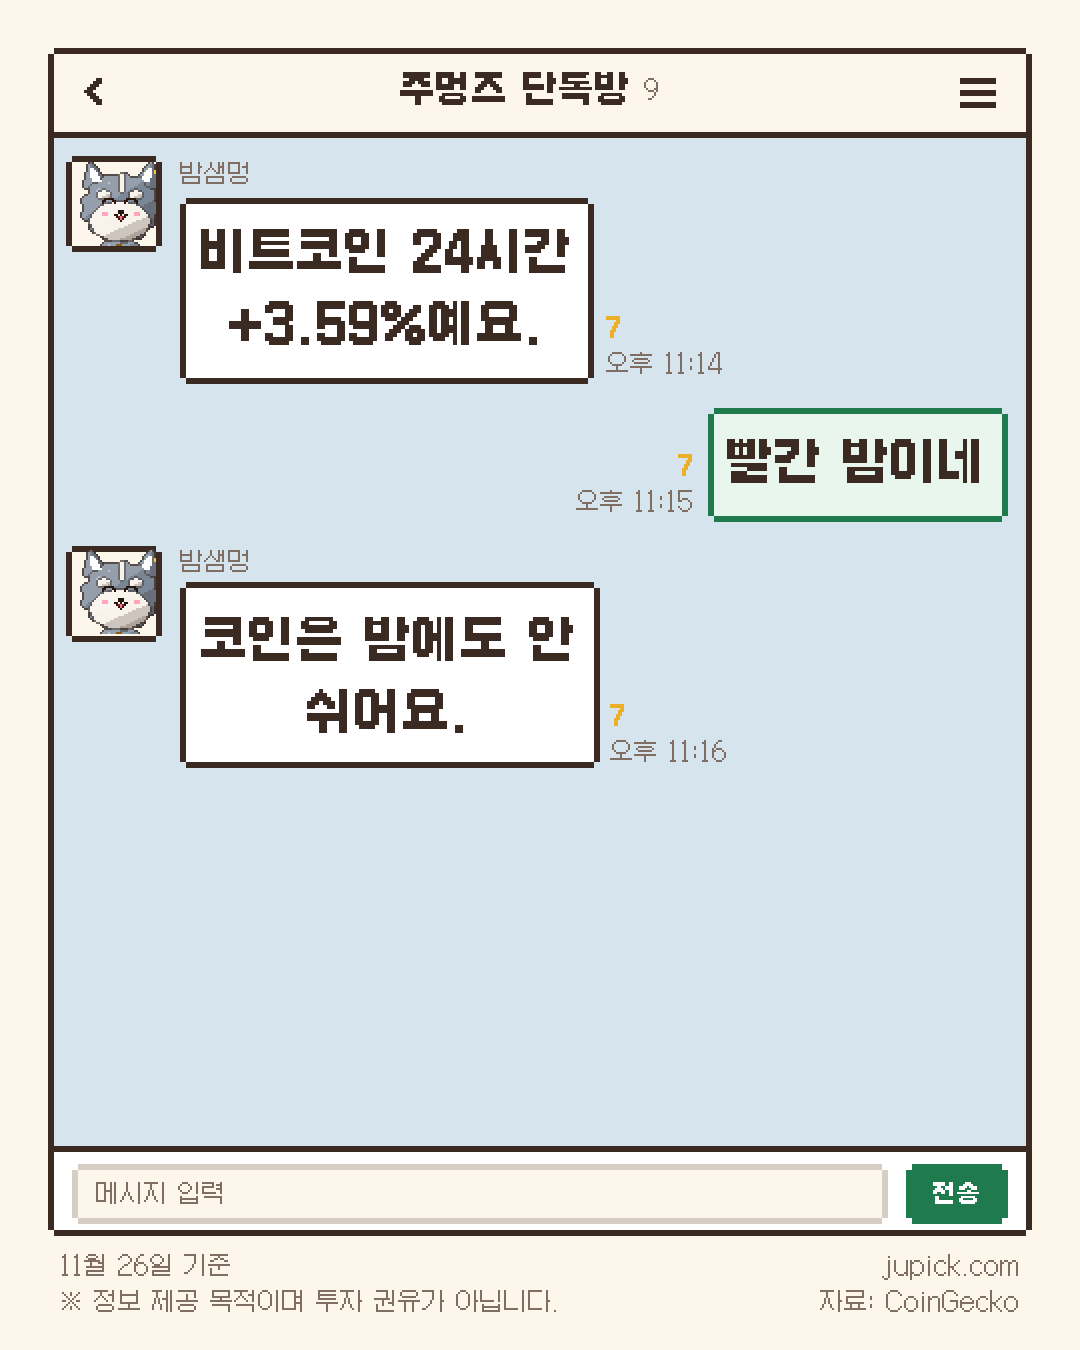 주멍즈 단독방 9
밤샘멍
비트코인 24시간
+3.59%예요.
7
오후 11:14
빨간 밤이네
7
오후 11:15
밤샘멍
코인은 밤에도 안
쉬어요.
7
오후 11:16
메시지 입력
전송
11월 26일 기준
jupick.com
※ 정보 제공 목적이며 투자 권유가 아닙니다.
자료: CoinGecko